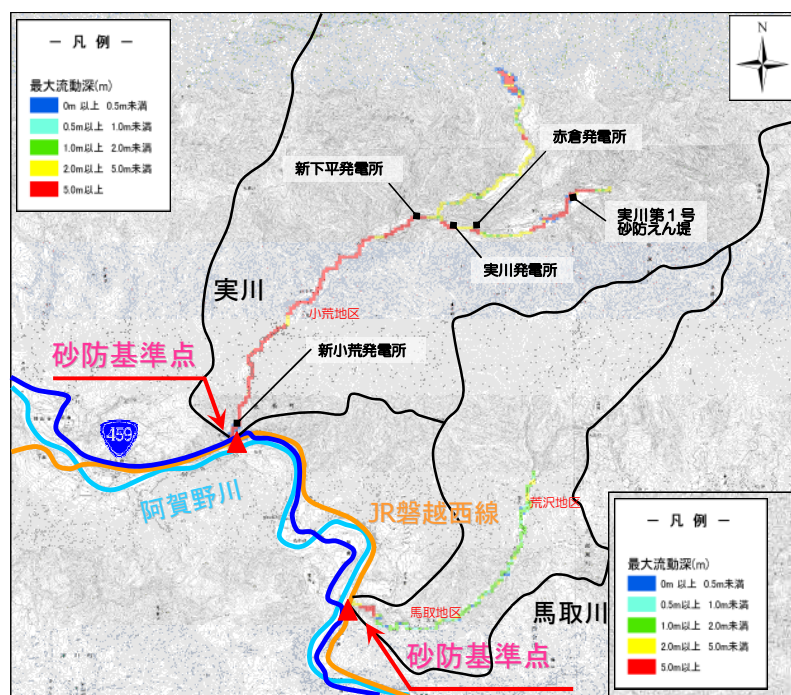 － 凡 例 －
最大流動深(m)
0m 以上 0.5m未満
0.5m以上 1.0m未満
1.0m以上 2.0m未満
2.0m以上 5.0m未満
5.0m以上
N
赤倉発電所
新下平発電所
実川第１号
砂防えん堤
実川発電所
実川
小荒地区
砂防基準点
新小荒発電所
459
阿賀野川
JR磐越西線
荒沢地区
馬取地区
馬取川
砂防基準点
－ 凡 例 －
最大流動深(m)
0m 以上 0.5m未満
0.5m以上 1.0m未満
1.0m以上 2.0m未満
2.0m以上 5.0m未満
5.0m以上